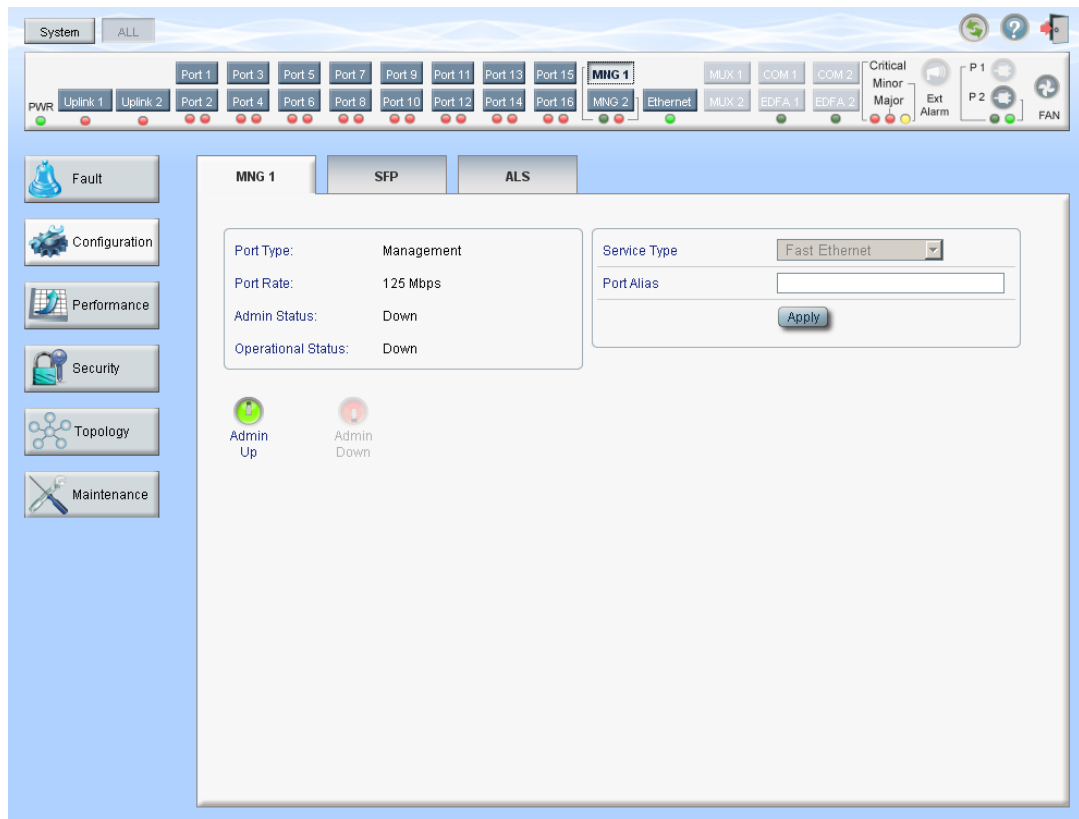 System ALL
Port 1 Port 3 Port 5 Port 7 Port 9 Port 11 Port 13 Port 15 MNG 1 MUX 1 COM 1 COM 2 Critical P 1
Minor
PWR Uplink 1 Uplink 2 Port 2 Port 4 Port 6 Port 8 Port 10 Port 12 Port 14 Port 16 MNG 2 Ethernet MUX 2 EDFA 1 EDFA 2 Major Ext Alarm P 2 FAN
Fault
Configuration
Performance
Security
Topology
Maintenance
MNG 1 SFP ALS
Port Type: Management
Port Rate: 125 Mbps
Admin Status: Down
Operational Status: Down
Service Type Fast Ethernet
Port Alias
Apply
Admin Up
Admin Down